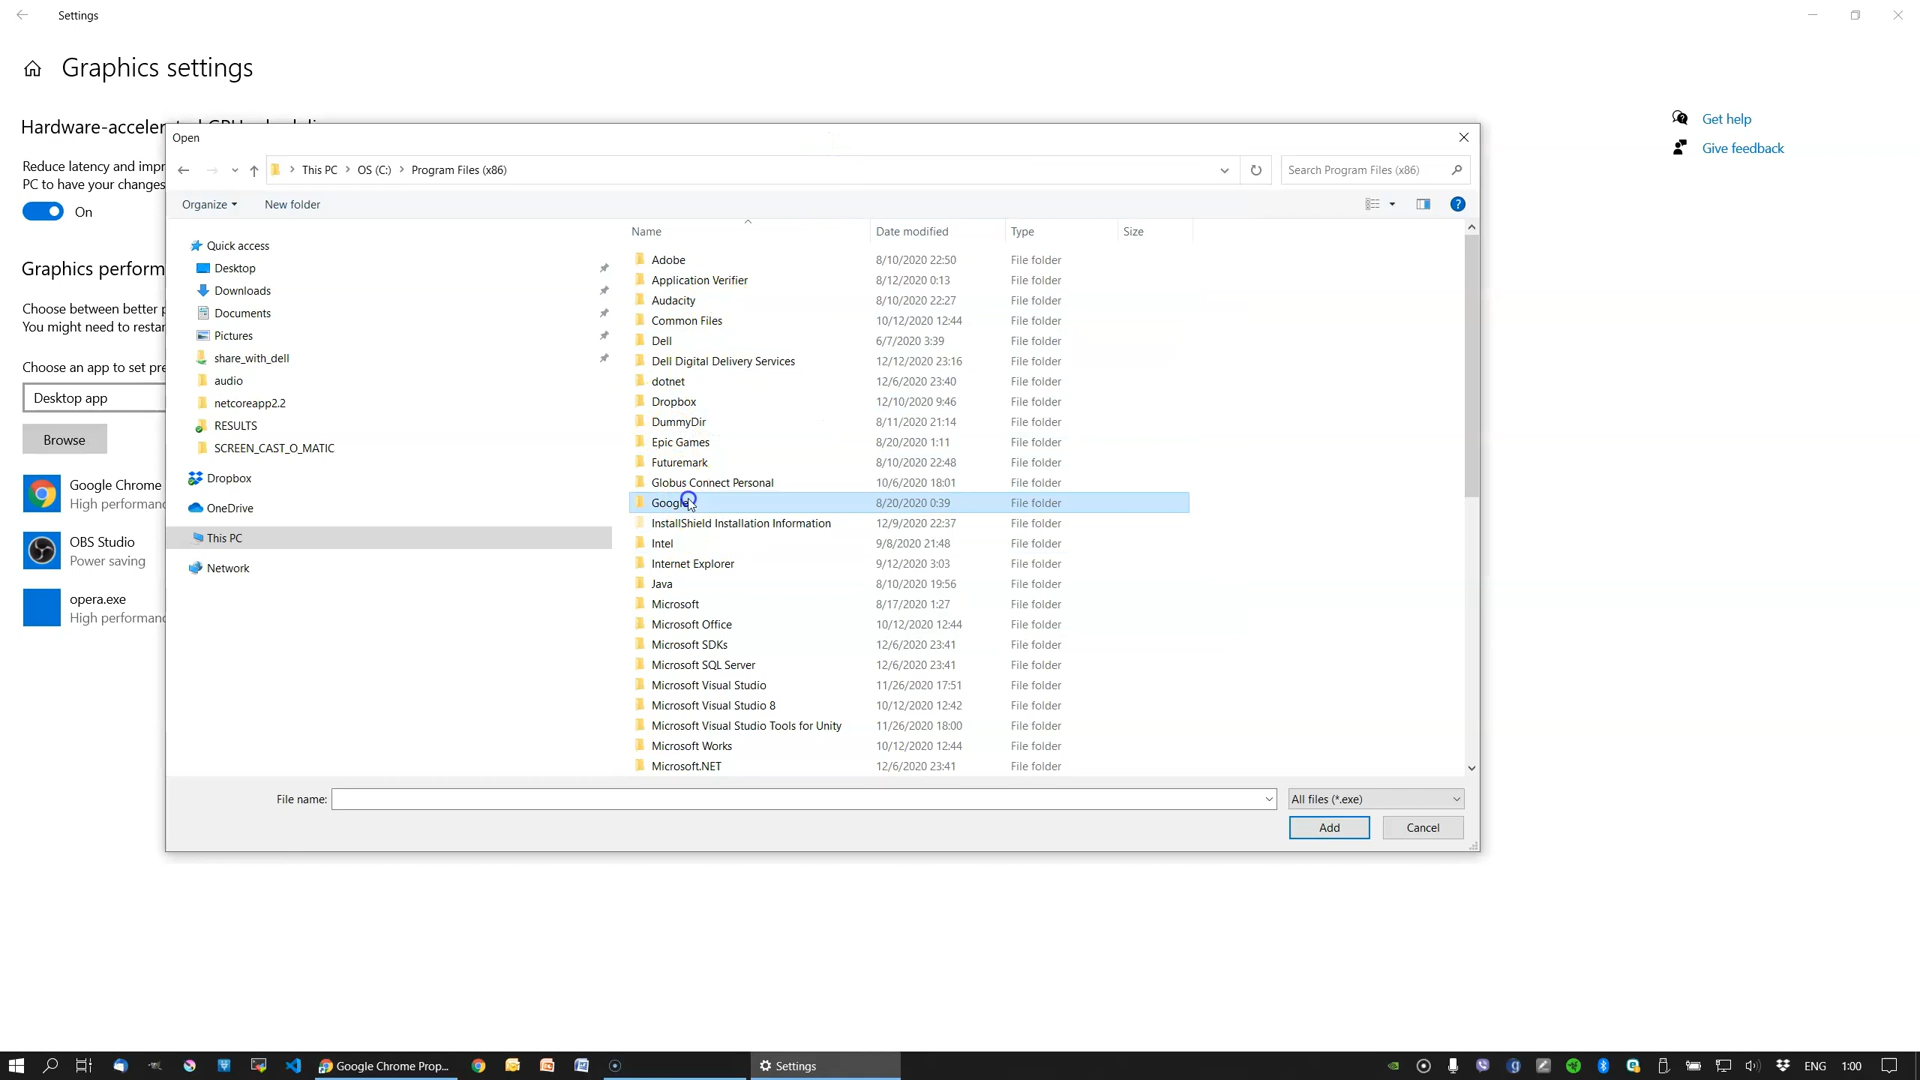 Settings
Graphics settings
Hardware-acceler
Reduce latency and impr
PC to have your changes
On
Graphics perform
Choose between better p
You might need to restar
Choose an app to set pre
Desktop app
Browse
Google Chrome
High performanc
OBS Studio
Power saving
opera.exe
High performanc
Get help
Give feedback
Open
This PC
OS (C:)
Program Files (x86)
Search Program Files (x86)
Organize
New folder
Quick access
Desktop
Downloads
Documents
Pictures
share_with_dell
audio
netcoreapp2.2
RESULTS
SCREEN_CAST_O_MATIC
Dropbox
OneDrive
This PC
Network
Name Date modified Type Size
Adobe 8/10/2020 22:50 File folder
Application Verifier 8/12/2020 0:13 File folder
Audacity 8/10/2020 22:27 File folder
Common Files 10/12/2020 12:44 File folder
Dell 6/7/2020 3:39 File folder
Dell Digital Delivery Services 12/12/2020 23:16 File folder
dotnet 12/6/2020 23:40 File folder
Dropbox 12/10/2020 9:46 File folder
DummyDir 8/11/2020 21:14 File folder
Epic Games 8/20/2020 1:11 File folder
Futuremark 8/10/2020 22:48 File folder
Globus Connect Personal 10/6/2020 18:01 File folder
Google 8/20/2020 0:39 File folder
InstallShield Installation Information 12/9/2020 22:37 File folder
Intel 9/8/2020 21:48 File folder
Internet Explorer 9/12/2020 3:03 File folder
Java 8/10/2020 19:56 File folder
Microsoft 8/17/2020 1:27 File folder
Microsoft Office 10/12/2020 12:44 File folder
Microsoft SDKs 12/6/2020 23:41 File folder
Microsoft SQL Server 12/6/2020 23:41 File folder
Microsoft Visual Studio 11/26/2020 17:51 File folder
Microsoft Visual Studio 8 10/12/2020 12:42 File folder
Microsoft Visual Studio Tools for Unity 11/26/2020 18:00 File folder
Microsoft Works 10/12/2020 12:44 File folder
Microsoft.NET 12/6/2020 23:41 File folder
File name:
All files (*.exe)
Add
Cancel
Google Chrome Prop...
Settings
ENG
1:00